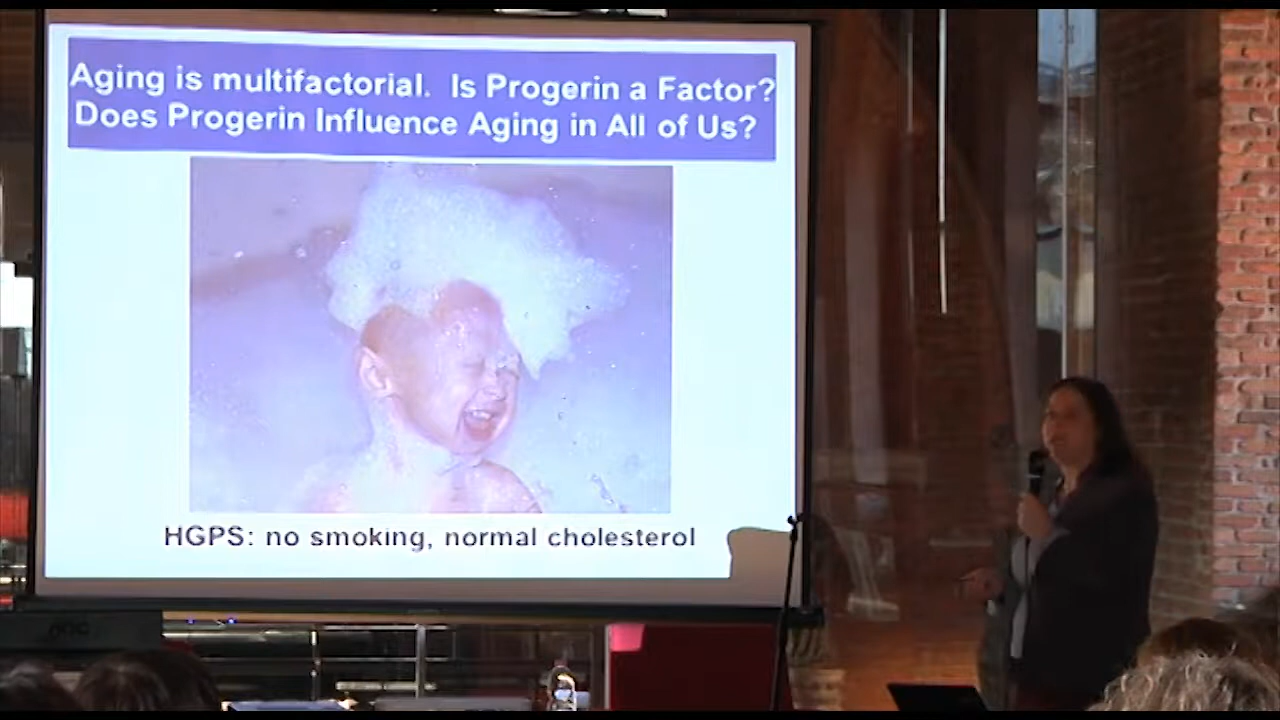 Aging is multifactorial. Is Progerin a Factor?
Does Progerin Influence Aging in All of Us?
HGPS: no smoking, normal cholesterol